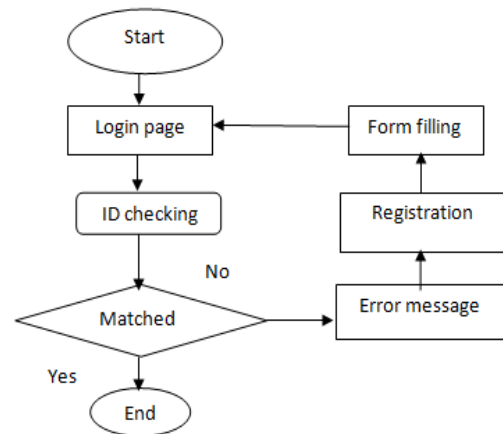 Start
Login page
Form filling
ID checking
Registration
No
Error message
Matched
Yes
End